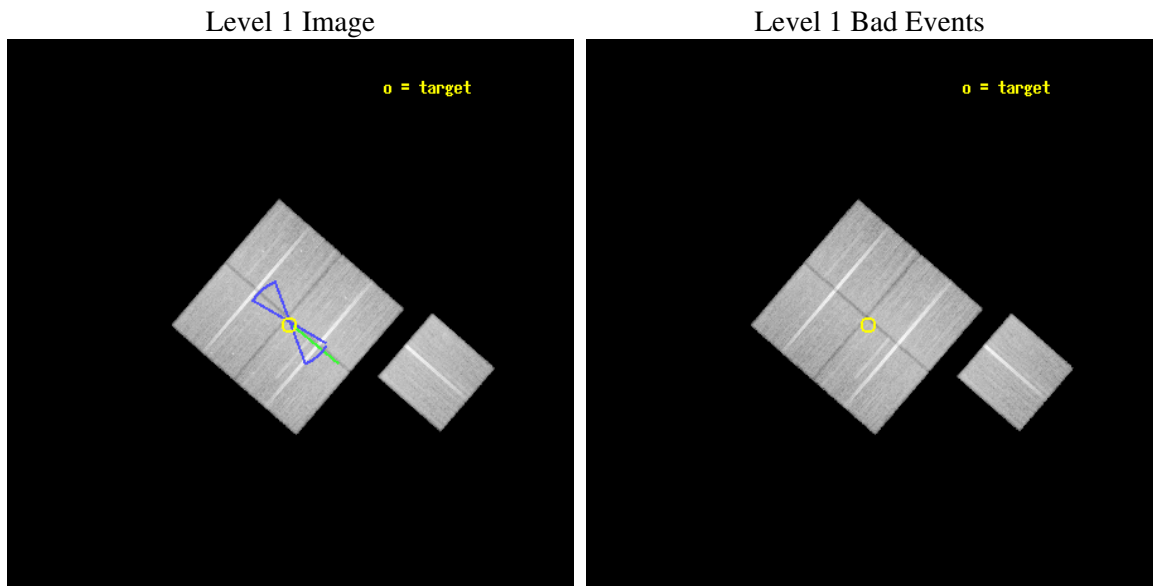 Level 1 Image
Level 1 Bad Events
o = target
o = target